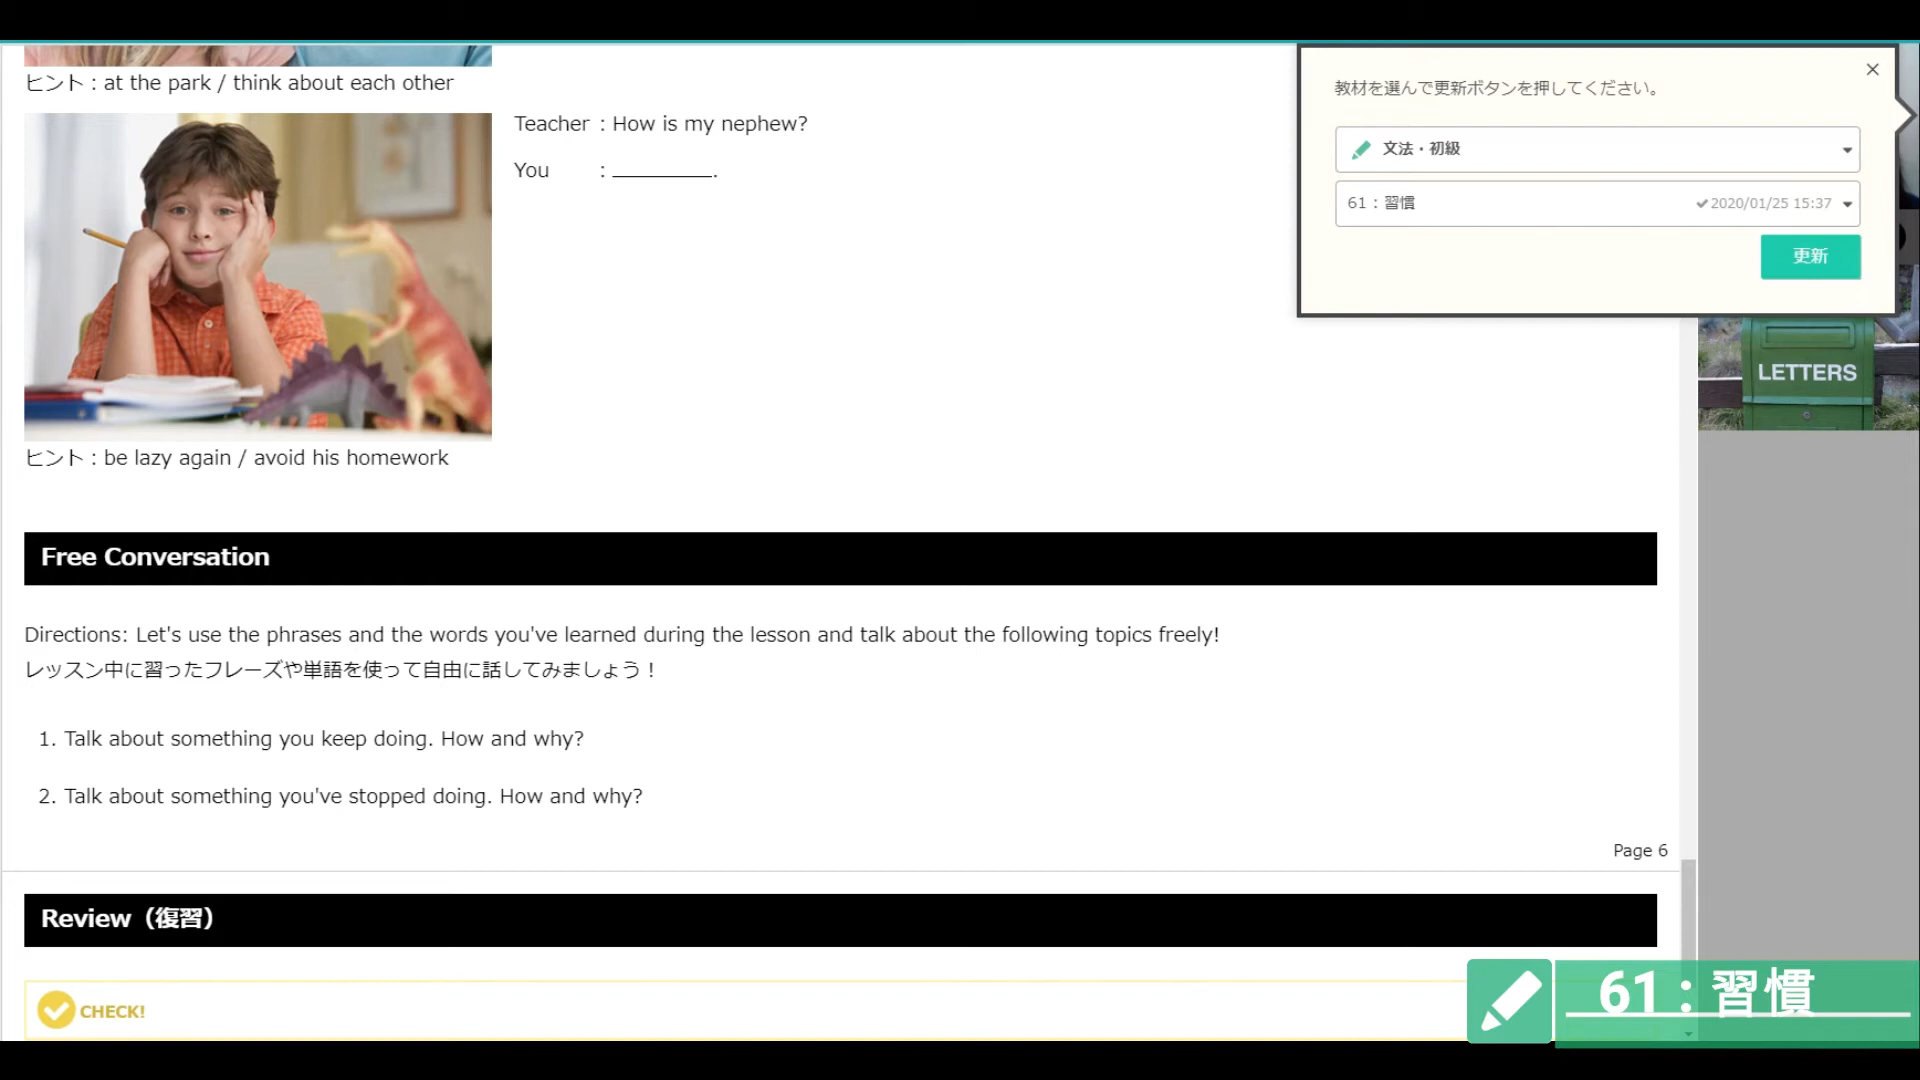 ヒント : at the park / think about each other
Teacher : How is my nephew?
You : ________.
ヒント : be lazy again / avoid his homework
Free Conversation
Directions: Let's use the phrases and the words you've learned during the lesson and talk about the following topics freely!
レッスン中に習ったフレーズや単語を使って自由に話してみましょう！
1. Talk about something you keep doing. How and why?
2. Talk about something you've stopped doing. How and why?
Page 6
Review（復習）
CHECK!
教材を選んで更新ボタンを押してください。
文法・初級
61：習慣 2020/01/25 15:37
更新
LETTERS
61：習慣